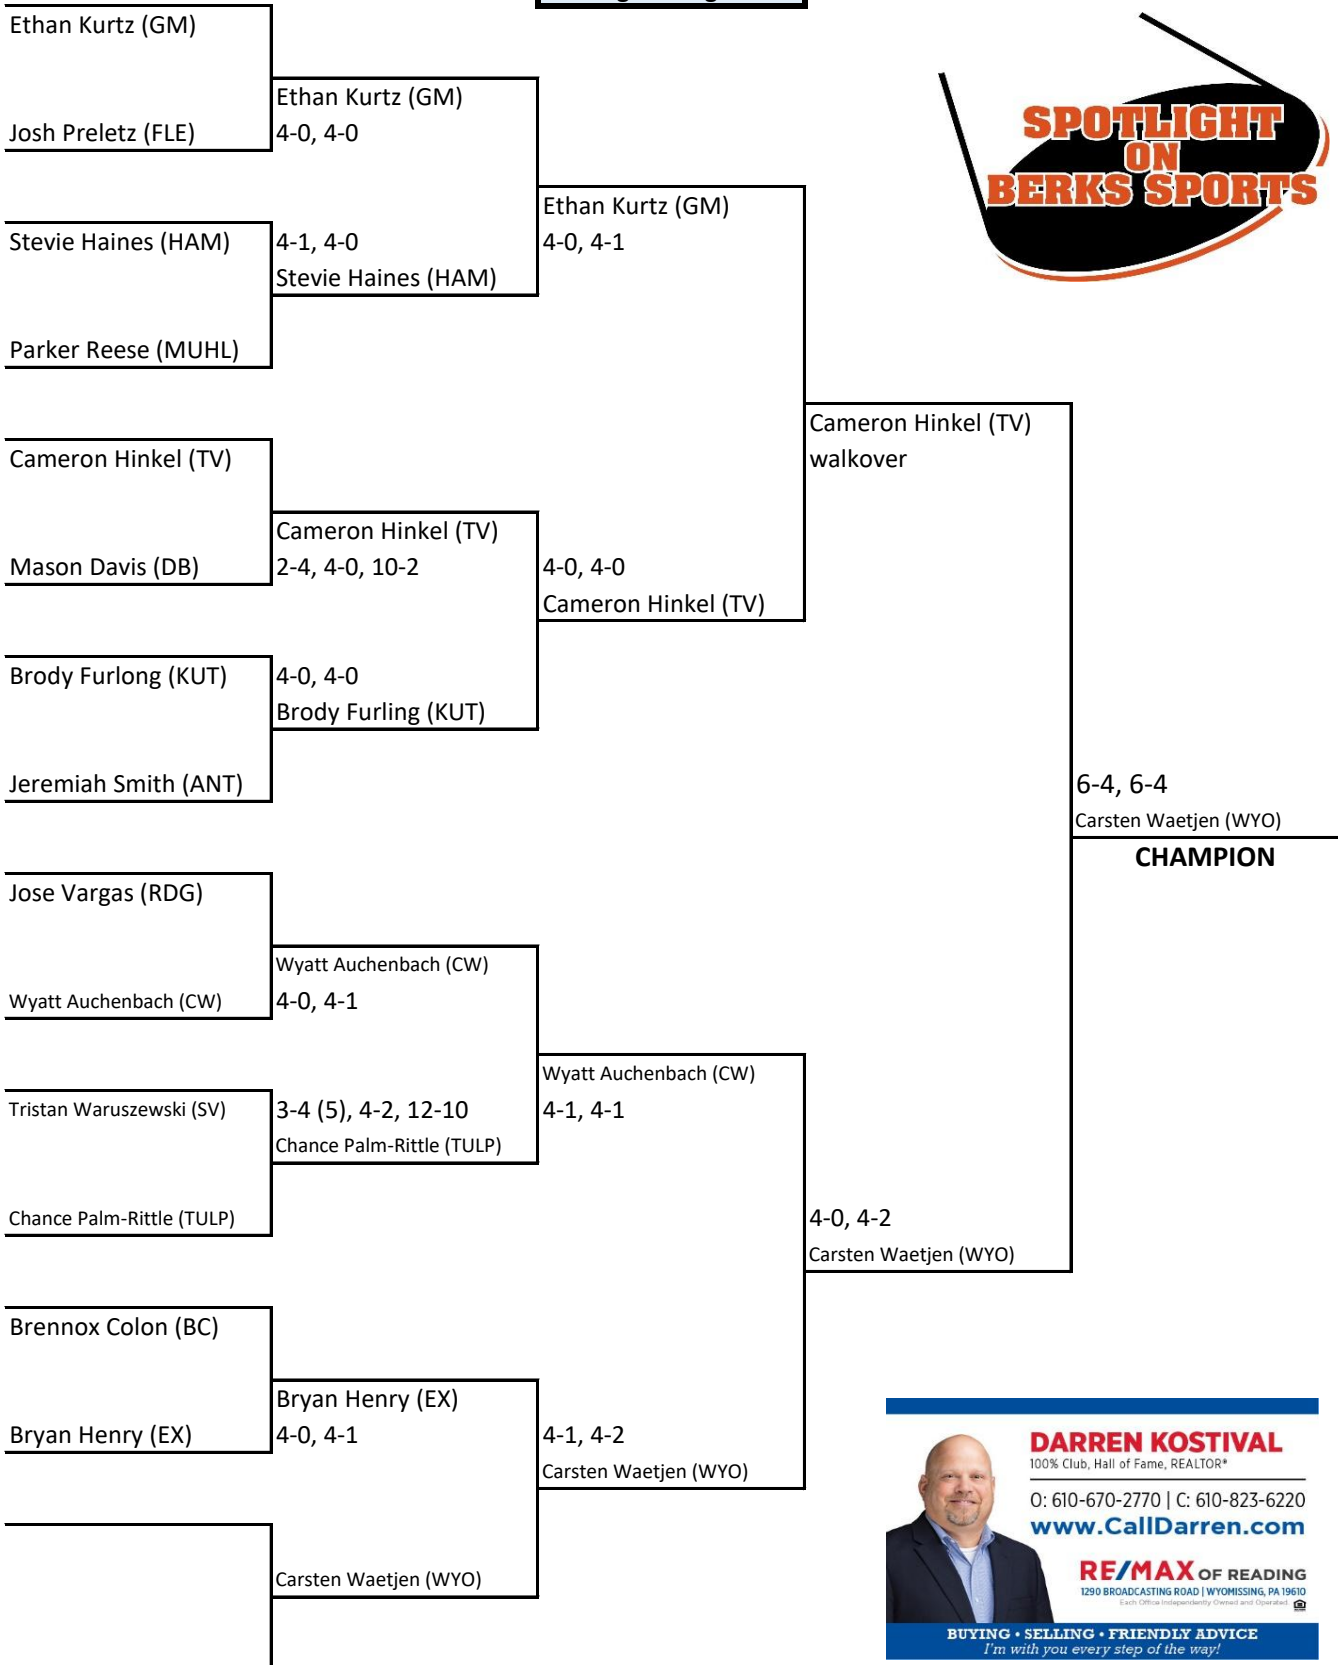 Ethan Kurtz (GM)
Ethan Kurtz (GM)
Josh Preletz (FLE)
4-0, 4-0
SPOTLIGHT
ON
BERKS SPORTS
Ethan Kurtz (GM)
Stevie Haines (HAM)
4-1, 4-0
4-0, 4-1
Stevie Haines (HAM)
Parker Reese (MUHL)
Cameron Hinkel (TV)
Cameron Hinkel (TV)
walkover
Cameron Hinkel (TV)
Mason Davis (DB)
2-4, 4-0, 10-2
4-0, 4-0
Cameron Hinkel (TV)
Brody Furlong (KUT)
4-0, 4-0
Brody Furling (KUT)
Jeremiah Smith (ANT)
6-4, 6-4
Carsten Waetjen (WYO)
CHAMPION
Jose Vargas (RDG)
Wyatt Auchenbach (CW)
Wyatt Auchenbach (CW)
4-0, 4-1
Wyatt Auchenbach (CW)
Tristan Waruszewski (SV)
3-4 (5), 4-2, 12-10
4-1, 4-1
Chance Palm-Rittle (TULP)
Chance Palm-Rittle (TULP)
4-0, 4-2
Carsten Waetjen (WYO)
Brennox Colon (BC)
Bryan Henry (EX)
Bryan Henry (EX)
4-0, 4-1
4-1, 4-2
Carsten Waetjen (WYO)
Carsten Waetjen (WYO)
DARREN KOSTIVAL
100% Club, Hall of Fame, REALTOR®
O: 610-670-2770 | C: 610-823-6220
www.CallDarren.com
RE/MAX OF READING
1290 BROADCASTING ROAD | WYOMISSING, PA 19610
Each Office Independently Owned and Operated.
BUYING • SELLING • FRIENDLY ADVICE
I'm with you every step of the way!